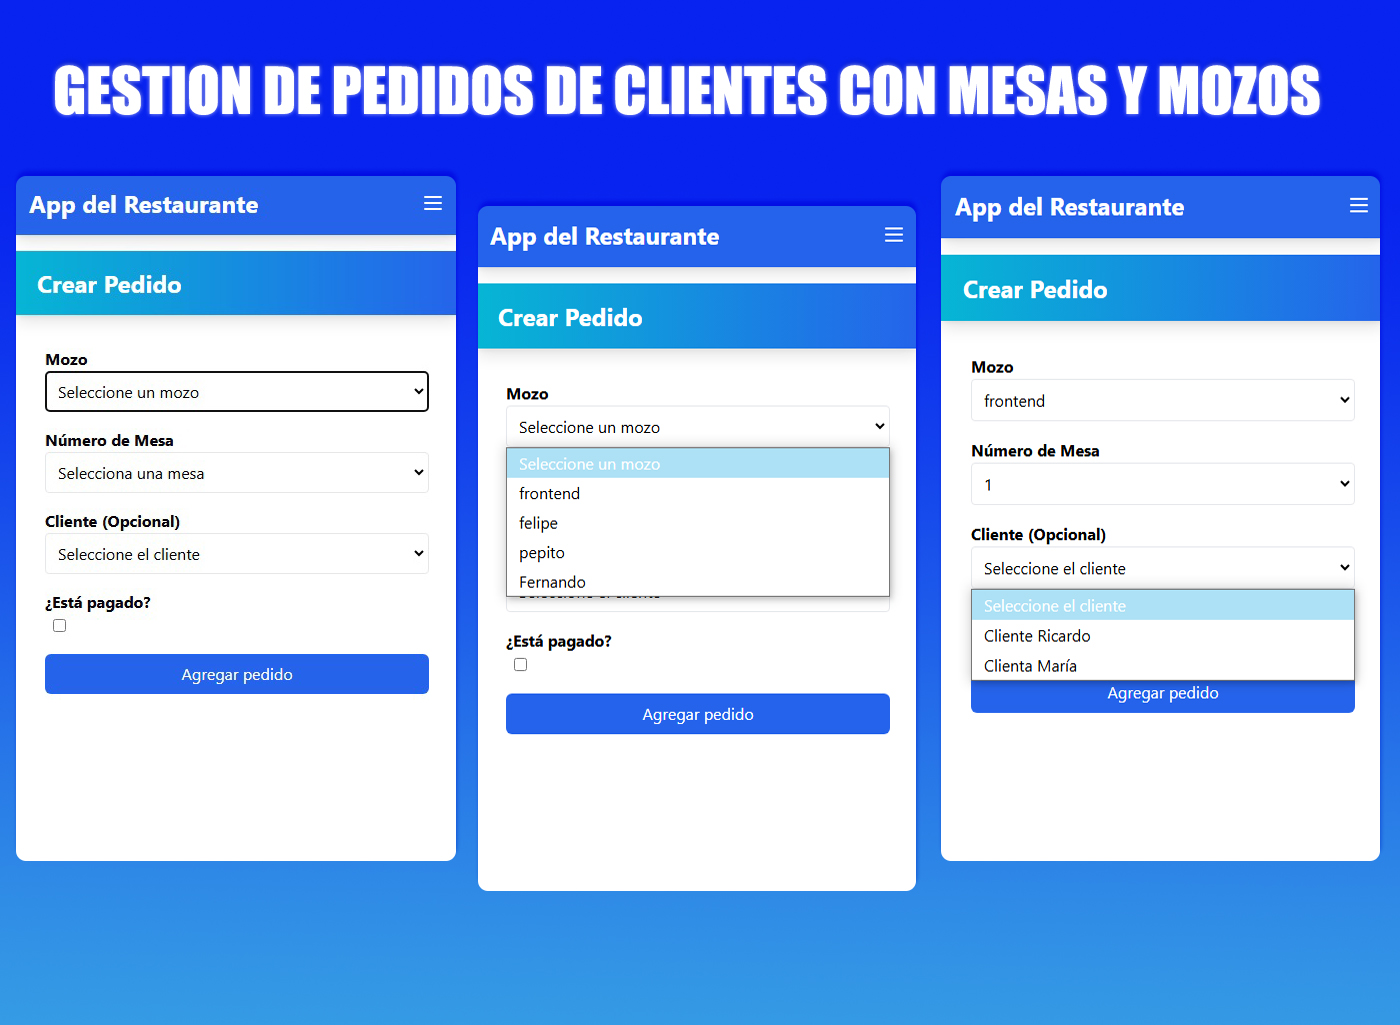 GESTION DE PEDIDOS DE CLIENTES CON MESAS Y MOZOS
App del Restaurante
Crear Pedido
Mozo
Seleccione un mozo
Número de Mesa
Selecciona una mesa
Cliente (Opcional)
Seleccione el cliente
¿Está pagado?
Agregar pedido
App del Restaurante
Crear Pedido
Mozo
Seleccione un mozo
Seleccione un mozo
frontend
felipe
pepito
Fernando
¿Está pagado?
Agregar pedido
App del Restaurante
Crear Pedido
Mozo
frontend
Número de Mesa
1
Cliente (Opcional)
Seleccione el cliente
Seleccione el cliente
Cliente Ricardo
Clienta María
Agregar pedido